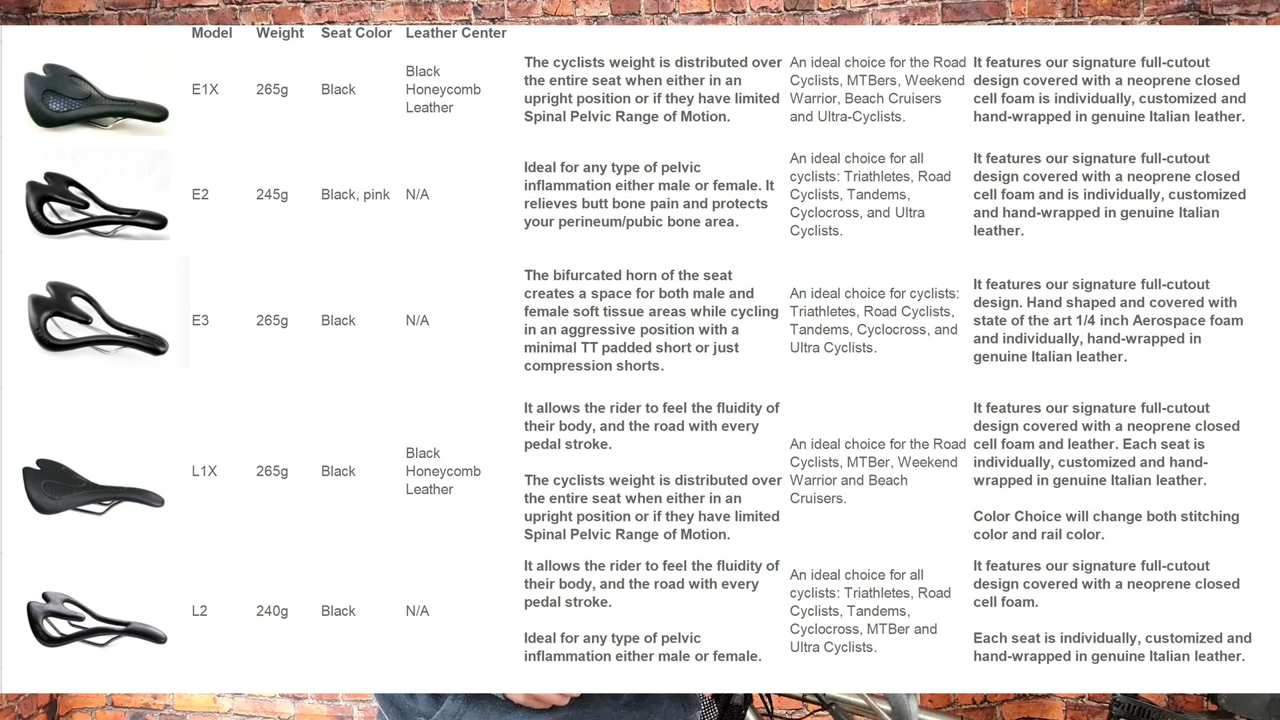 Model Weight Seat Color Leather Center
E1X
265g
Black
Black
Honeycomb
Leather
The cyclists weight is distributed over
the entire seat when either in an
upright position or if they have limited
Spinal Pelvic Range of Motion.
An ideal choice for the Road
Cyclists, MTBers, Weekend
Warrior, Beach Cruisers
and Ultra-Cyclists.
It features our signature full-cutout
design covered with a neoprene closed
cell foam is individually, customized and
hand-wrapped in genuine Italian leather.
E2
245g
Black, pink
N/A
Ideal for any type of pelvic
inflammation either male or female. It
relieves butt bone pain and protects
your perineum/pubic bone area.
An ideal choice for all
cyclists: Triathletes, Road
Cyclists, Tandems,
Cyclocross, and Ultra
Cyclists.
It features our signature full-cutout
design covered with a neoprene closed
cell foam and is individually, customized
and hand-wrapped in genuine Italian
leather.
E3
265g
Black
N/A
The bifurcated horn of the seat
creates a space for both male and
female soft tissue areas while cycling
in an aggressive position with a
minimal TT padded short or just
compression shorts.
An ideal choice for cyclists:
Triathletes, Road Cyclists,
Tandems, Cyclocross, and
Ultra Cyclists.
It features our signature full-cutout
design. Hand shaped and covered with
state of the art 1/4 inch Aerospace foam
and individually, hand-wrapped in
genuine Italian leather.
L1X
265g
Black
Black
Honeycomb
Leather
It allows the rider to feel the fluidity of
their body, and the road with every
pedal stroke.
The cyclists weight is distributed over
the entire seat when either in an
upright position or if they have limited
Spinal Pelvic Range of Motion.
An ideal choice for the Road
Cyclists, MTBer, Weekend
Warrior and Beach
Cruisers.
It features our signature full-cutout
design covered with a neoprene closed
cell foam and leather. Each seat is
individually, customized and hand-
wrapped in genuine Italian leather.
Color Choice will change both stitching
color and rail color.
L2
240g
Black
N/A
It allows the rider to feel the fluidity of
their body, and the road with every
pedal stroke.
Ideal for any type of pelvic
inflammation either male or female.
An ideal choice for all
cyclists: Triathletes, Road
Cyclists, Tandems,
Cyclocross, MTBer and
Ultra Cyclists.
It features our signature full-cutout
design covered with a neoprene closed
cell foam.
Each seat is individually, customized and
hand-wrapped in genuine Italian leather.